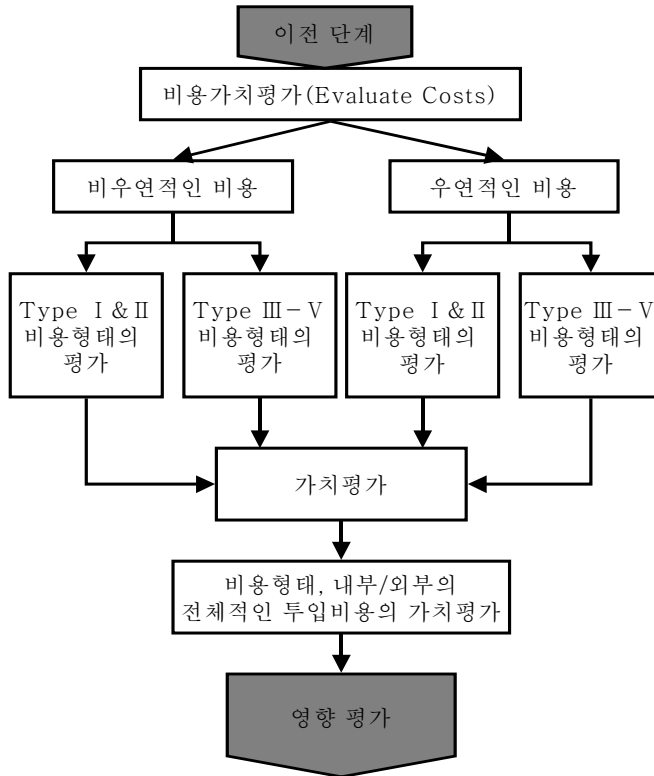 이전 단계
비용가치평가(Evaluate Costs)
비우연적인 비용
우연적인 비용
Type Ⅰ&Ⅱ
비용형태의
평가
Type Ⅲ-Ⅴ
비용형태의
평가
Type Ⅰ&Ⅱ
비용형태의
평가
Type Ⅲ-Ⅴ
비용형태의
평가
가치평가
비용형태, 내부/외부의
전체적인 투입비용의 가치평가
영향 평가